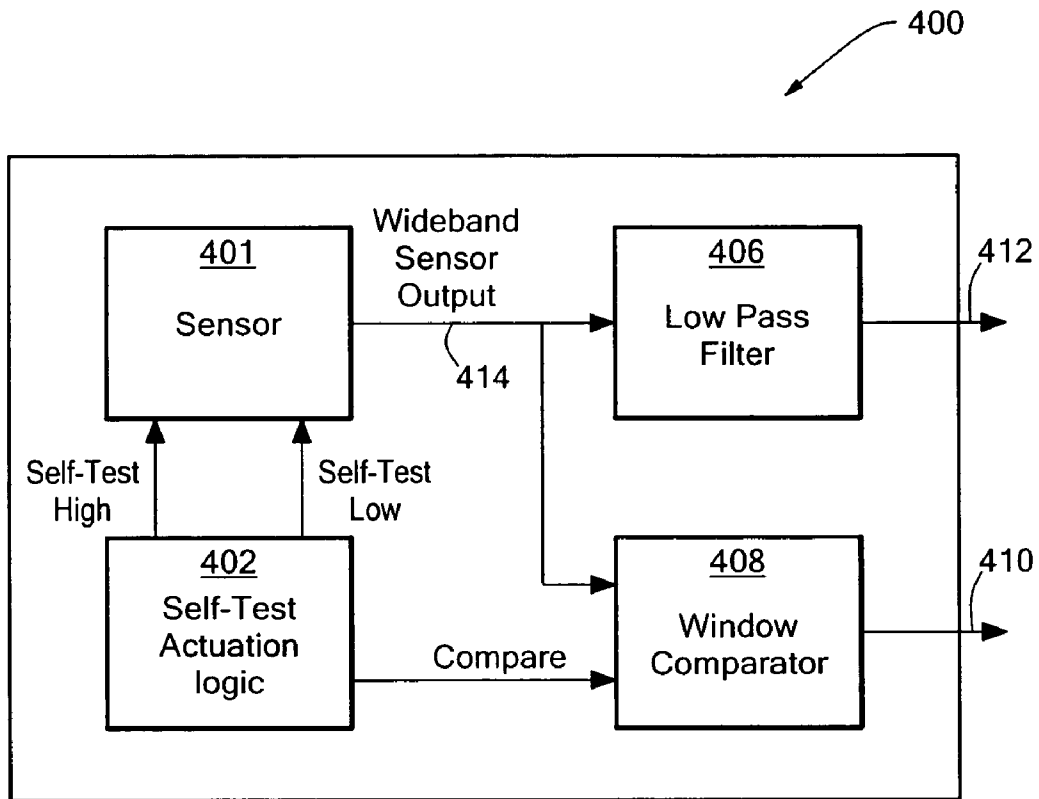 400
401
Sensor
Wideband
Sensor
Output
414
406
Low Pass
Filter
412
Self-Test
High
Self-Test
Low
402
Self-Test
Actuation
logic
Compare
408
Window
Comparator
410